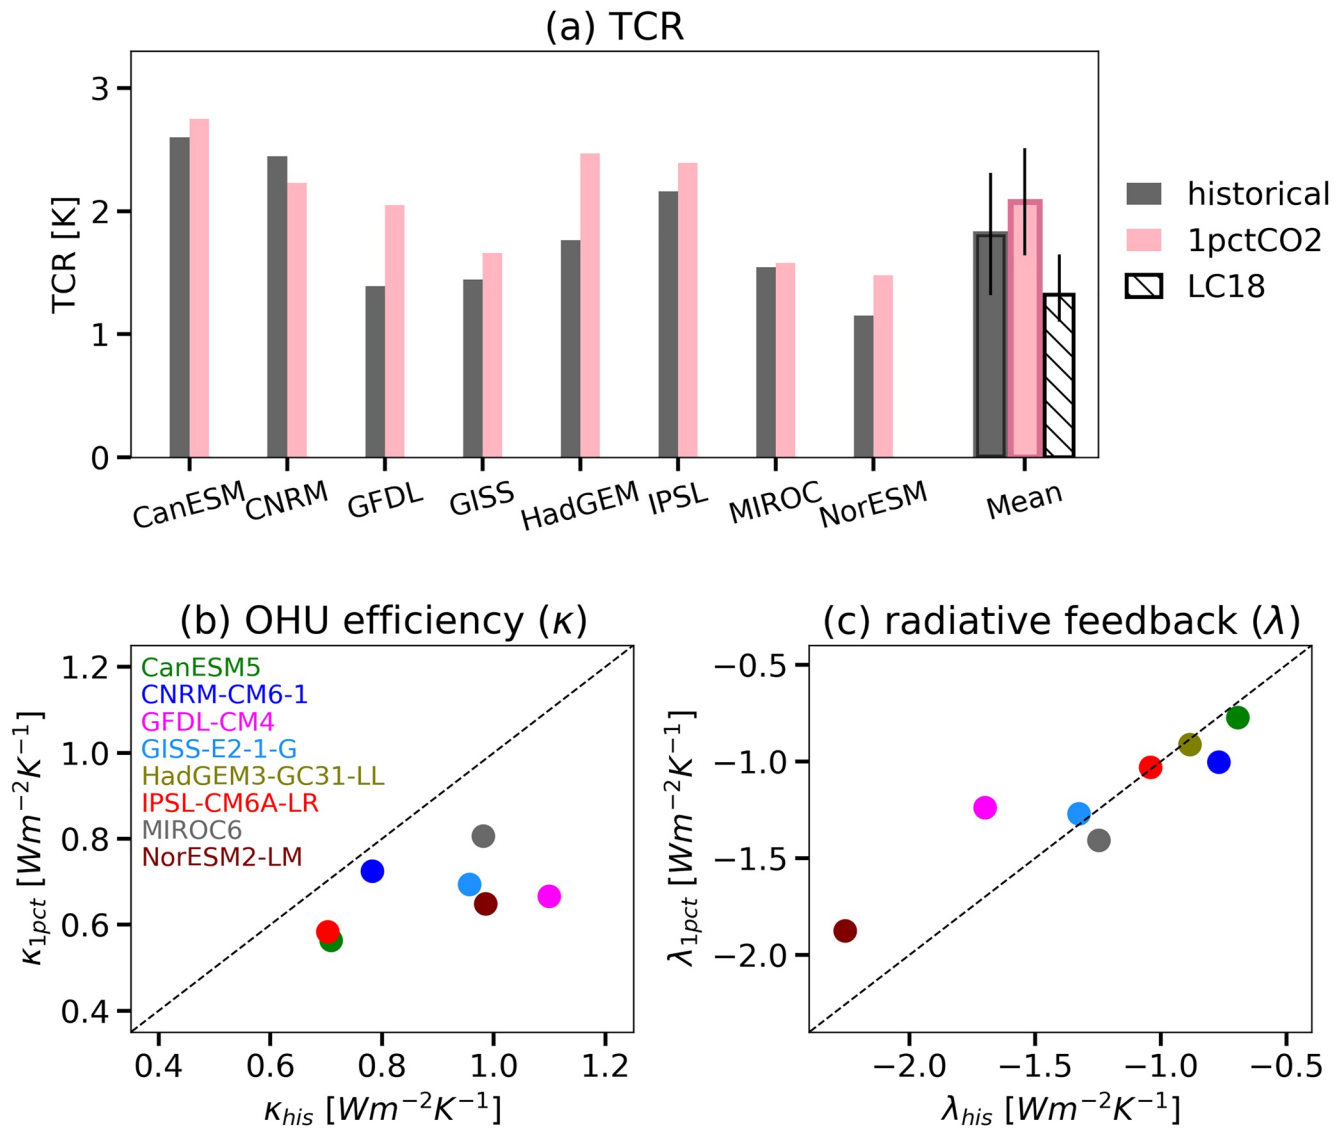 (a) TCR
TCR [K]
3
2
1
0
CanESM CNRM GFDL GISS HadGEM IPSL MIROC NorESM Mean
historical
1pctCO2
LC18
(b) OHU efficiency (κ)
κ₁pct [Wm⁻²K⁻¹]
1.2
1.0
0.8
0.6
0.4
CanESM5
CNRM-CM6-1
GFDL-CM4
GISS-E2-1-G
HadGEM3-GC31-LL
IPSL-CM6A-LR
MIROC6
NorESM2-LM
0.4 0.6 0.8 1.0 1.2
κhis [Wm⁻²K⁻¹]
(c) radiative feedback (λ)
λ₁pct [Wm⁻²K⁻¹]
−0.5
−1.0
−1.5
−2.0
−2.0 −1.5 −1.0 −0.5
λhis [Wm⁻²K⁻¹]